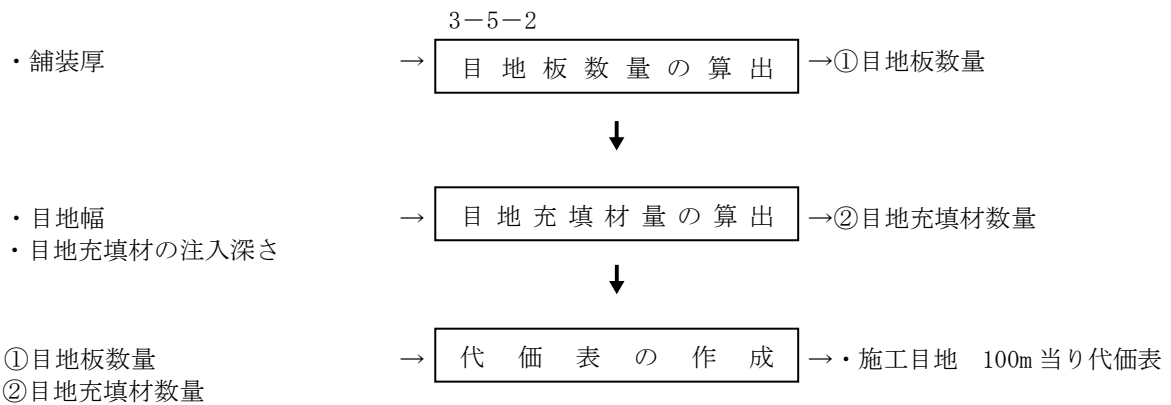 3－5－2
・舗装厚 → 目地板数量の算出 →①目地板数量
・目地幅 → 目地充填材量の算出 →②目地充填材数量
・目地充填材の注入深さ
①目地板数量 → 代価表の作成 →・施工目地　100m当り代価表
②目地充填材数量